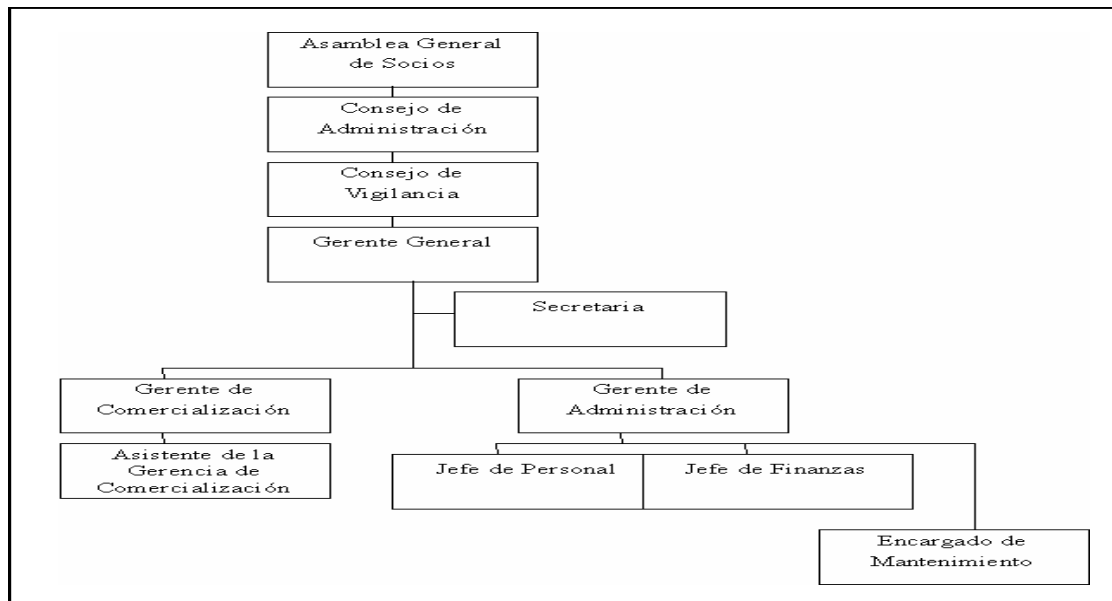 Asamblea General
de Socios
Consejo de
Administración
Consejo de
Vigilancia
Gerente General
Secretaria
Gerente de
Comercialización
Gerente de
Administración
Asistente de la
Gerencia de
Comercialización
Jefe de Personal
Jefe de Finanzas
Encargado de
Mantenimiento